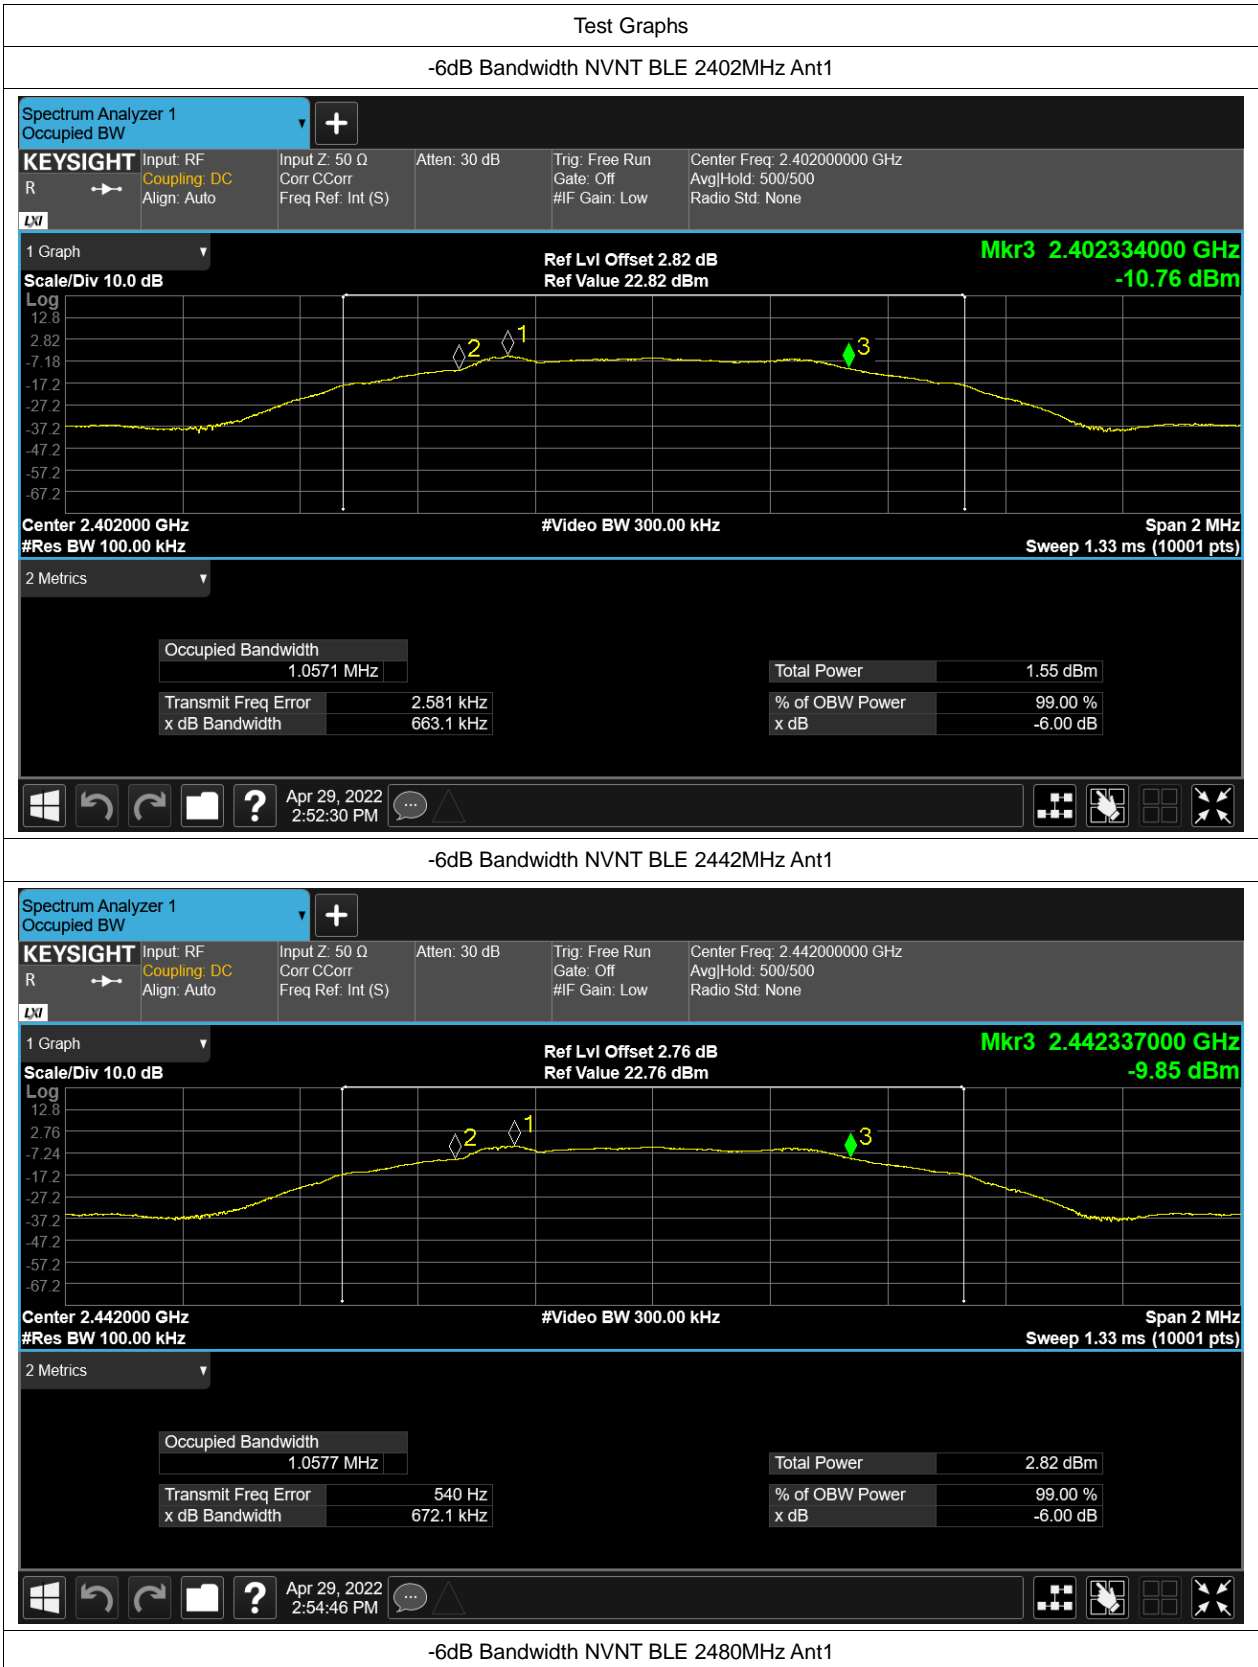 Test Graphs
-6dB Bandwidth NVNT BLE 2402MHz Ant1
Spectrum Analyzer 1
Occupied BW
KEYSIGHT
R
LXI
Input: RF
Coupling: DC
Align: Auto
Input Z: 50 Ω
Corr CCorr
Freq Ref: Int (S)
Atten: 30 dB
Trig: Free Run
Gate: Off
#IF Gain: Low
Center Freq: 2.402000000 GHz
Avg|Hold: 500/500
Radio Std: None
1 Graph
Scale/Div 10.0 dB
Ref Lvl Offset 2.82 dB
Ref Value 22.82 dBm
Mkr3 2.402334000 GHz
-10.76 dBm
Log
12.8
2.82
-7.18
-17.2
-27.2
-37.2
-47.2
-57.2
-67.2
2
1
3
Center 2.402000 GHz
#Res BW 100.00 kHz
#Video BW 300.00 kHz
Span 2 MHz
Sweep 1.33 ms (10001 pts)
2 Metrics
Occupied Bandwidth
1.0571 MHz
Transmit Freq Error 2.581 kHz
x dB Bandwidth 663.1 kHz
Total Power 1.55 dBm
% of OBW Power 99.00 %
x dB -6.00 dB
?
Apr 29, 2022
2:52:30 PM
-6dB Bandwidth NVNT BLE 2442MHz Ant1
Spectrum Analyzer 1
Occupied BW
KEYSIGHT
R
LXI
Input: RF
Coupling: DC
Align: Auto
Input Z: 50 Ω
Corr CCorr
Freq Ref: Int (S)
Atten: 30 dB
Trig: Free Run
Gate: Off
#IF Gain: Low
Center Freq: 2.442000000 GHz
Avg|Hold: 500/500
Radio Std: None
1 Graph
Scale/Div 10.0 dB
Ref Lvl Offset 2.76 dB
Ref Value 22.76 dBm
Mkr3 2.442337000 GHz
-9.85 dBm
Log
12.8
2.76
-7.24
-17.2
-27.2
-37.2
-47.2
-57.2
-67.2
2
1
3
Center 2.442000 GHz
#Res BW 100.00 kHz
#Video BW 300.00 kHz
Span 2 MHz
Sweep 1.33 ms (10001 pts)
2 Metrics
Occupied Bandwidth
1.0577 MHz
Transmit Freq Error 540 Hz
x dB Bandwidth 672.1 kHz
Total Power 2.82 dBm
% of OBW Power 99.00 %
x dB -6.00 dB
?
Apr 29, 2022
2:54:46 PM
-6dB Bandwidth NVNT BLE 2480MHz Ant1